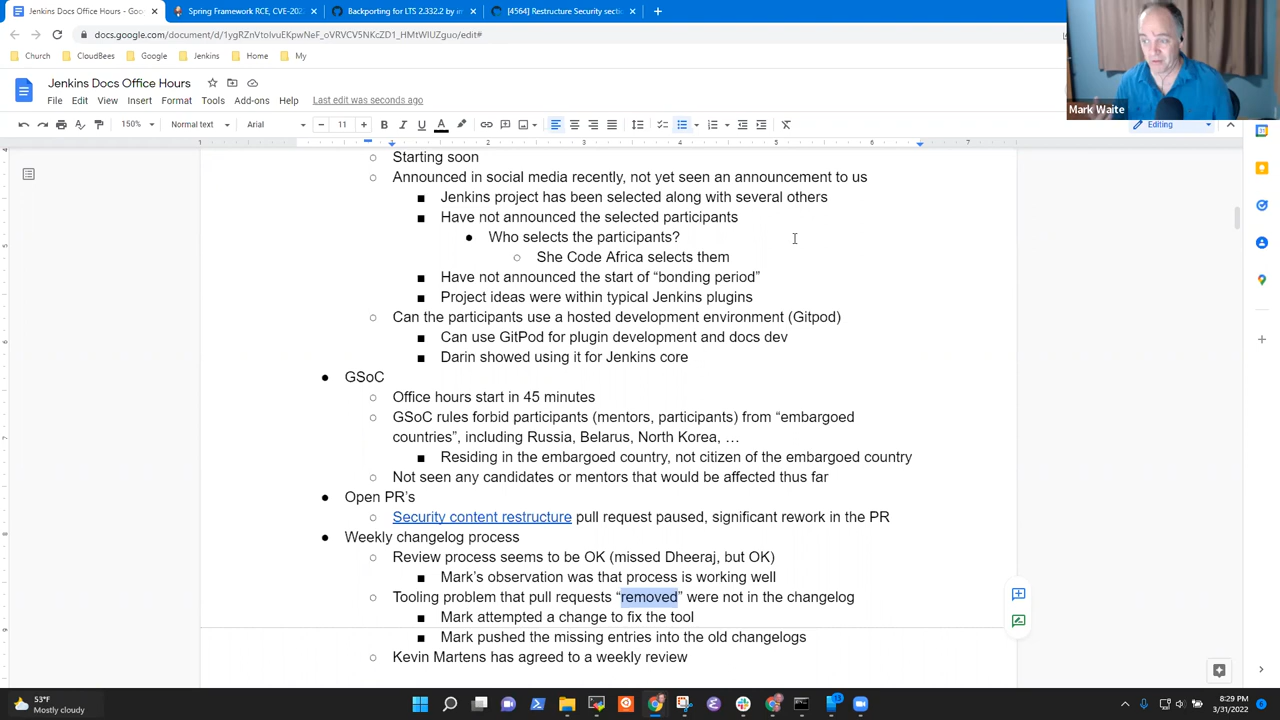 Jenkins Docs Office Hours - Goo
Spring Framework RCE, CVE-202
Backporting for LTS 2.332.2 by m
[4564] Restructure Security secti
docs.google.com/document/d/1ygRZnVtoIvuEKpwNeF_oVRVCV5NKcZD1_HMtWIUZguo/edit#
Church
CloudBees
Google
Jenkins
Home
My
Jenkins Docs Office Hours
File Edit View Insert Format Tools Add-ons Help Last edit was seconds ago
150% Normal text Arial 11
Editing
Mark Waite
Starting soon
Announced in social media recently, not yet seen an announcement to us
Jenkins project has been selected along with several others
Have not announced the selected participants
Who selects the participants?
She Code Africa selects them
Have not announced the start of “bonding period”
Project ideas were within typical Jenkins plugins
Can the participants use a hosted development environment (Gitpod)
Can use GitPod for plugin development and docs dev
Darin showed using it for Jenkins core
GSoC
Office hours start in 45 minutes
GSoC rules forbid participants (mentors, participants) from “embargoed
countries”, including Russia, Belarus, North Korea, …
Residing in the embargoed country, not citizen of the embargoed country
Not seen any candidates or mentors that would be affected thus far
Open PR’s
Security content restructure pull request paused, significant rework in the PR
Weekly changelog process
Review process seems to be OK (missed Dheeraj, but OK)
Mark’s observation was that process is working well
Tooling problem that pull requests “removed” were not in the changelog
Mark attempted a change to fix the tool
Mark pushed the missing entries into the old changelogs
Kevin Martens has agreed to a weekly review
53°F
Mostly cloudy
8:29 PM
3/31/2022